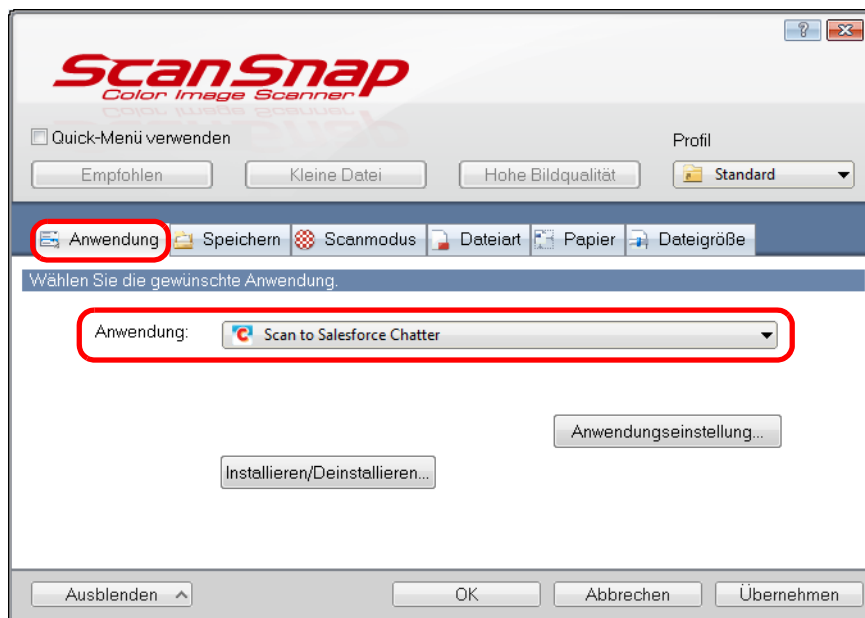 ScanSnap
Color Image Scanner
Quick-Menü verwenden
Profil
Empfohlen Kleine Datei Hohe Bildqualität Standard
Anwendung Speichern Scanmodus Dateiart Papier Dateigröße
Wählen Sie die gewünschte Anwendung.
Anwendung: Scan to Salesforce Chatter
Anwendungseinstellung...
Installieren/Deinstallieren...
Ausblenden OK Abbrechen Übernehmen